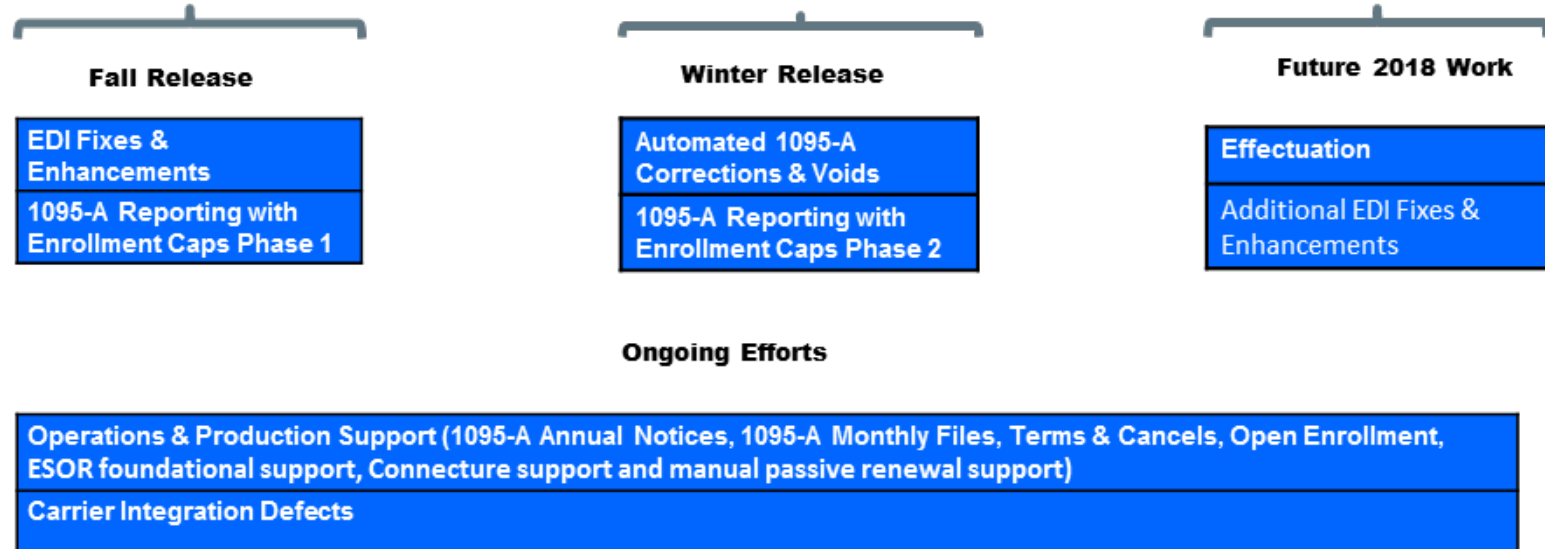 Fall Release
EDI Fixes &
Enhancements
1095-A Reporting with
Enrollment Caps Phase 1
Winter Release
Automated 1095-A
Corrections & Voids
1095-A Reporting with
Enrollment Caps Phase 2
Future 2018 Work
Effectuation
Additional EDI Fixes &
Enhancements
Ongoing Efforts
Operations & Production Support (1095-A Annual Notices, 1095-A Monthly Files, Terms & Cancels, Open Enrollment,
ESOR foundational support, Connecture support and manual passive renewal support)
Carrier Integration Defects